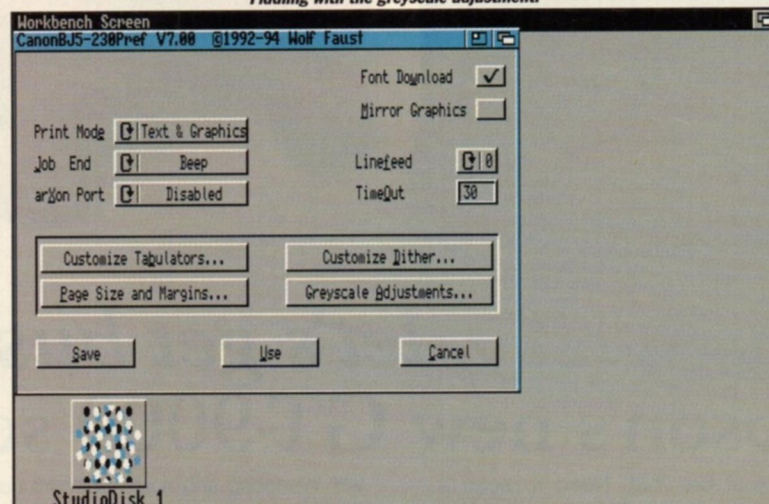 Fiddling with the greyscale adjustment.
Workbench Screen
CanonBJ5-230Pref V7.00 ©1992-94 Wolf Faust
Font Download
Mirror Graphics
Print Mode Text & Graphics
Job End Beep
Linefeed 0
arXon Port Disabled
TimeOut 30
Customize Tabulators...
Customize Dither...
Page Size and Margins...
Greyscale Adjustments...
Save
Use
Cancel
StudioDisk 1